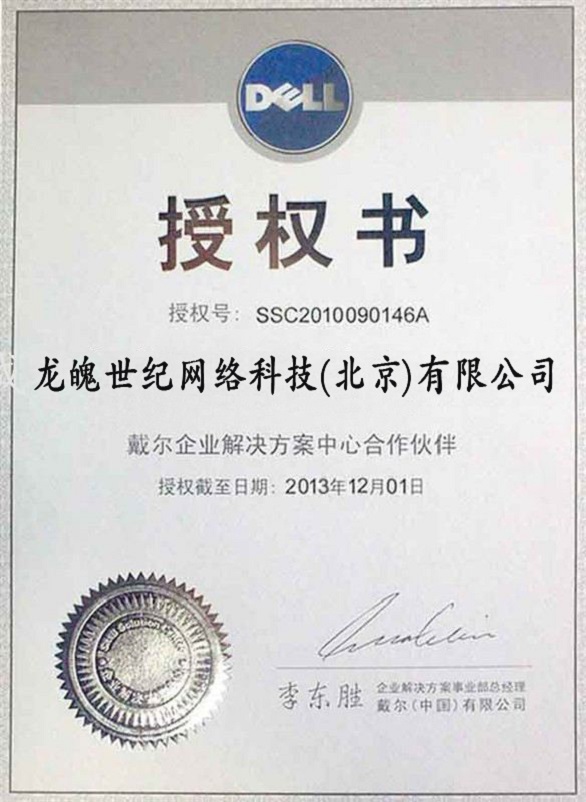 DELL
授权书
授权号：SSC2010090146A
龙魄世纪网络科技(北京)有限公司
戴尔企业解决方案中心合作伙伴
授权截至日期：2013年12月01日
李东胜
企业解决方案事业部总经理
戴尔（中国）有限公司